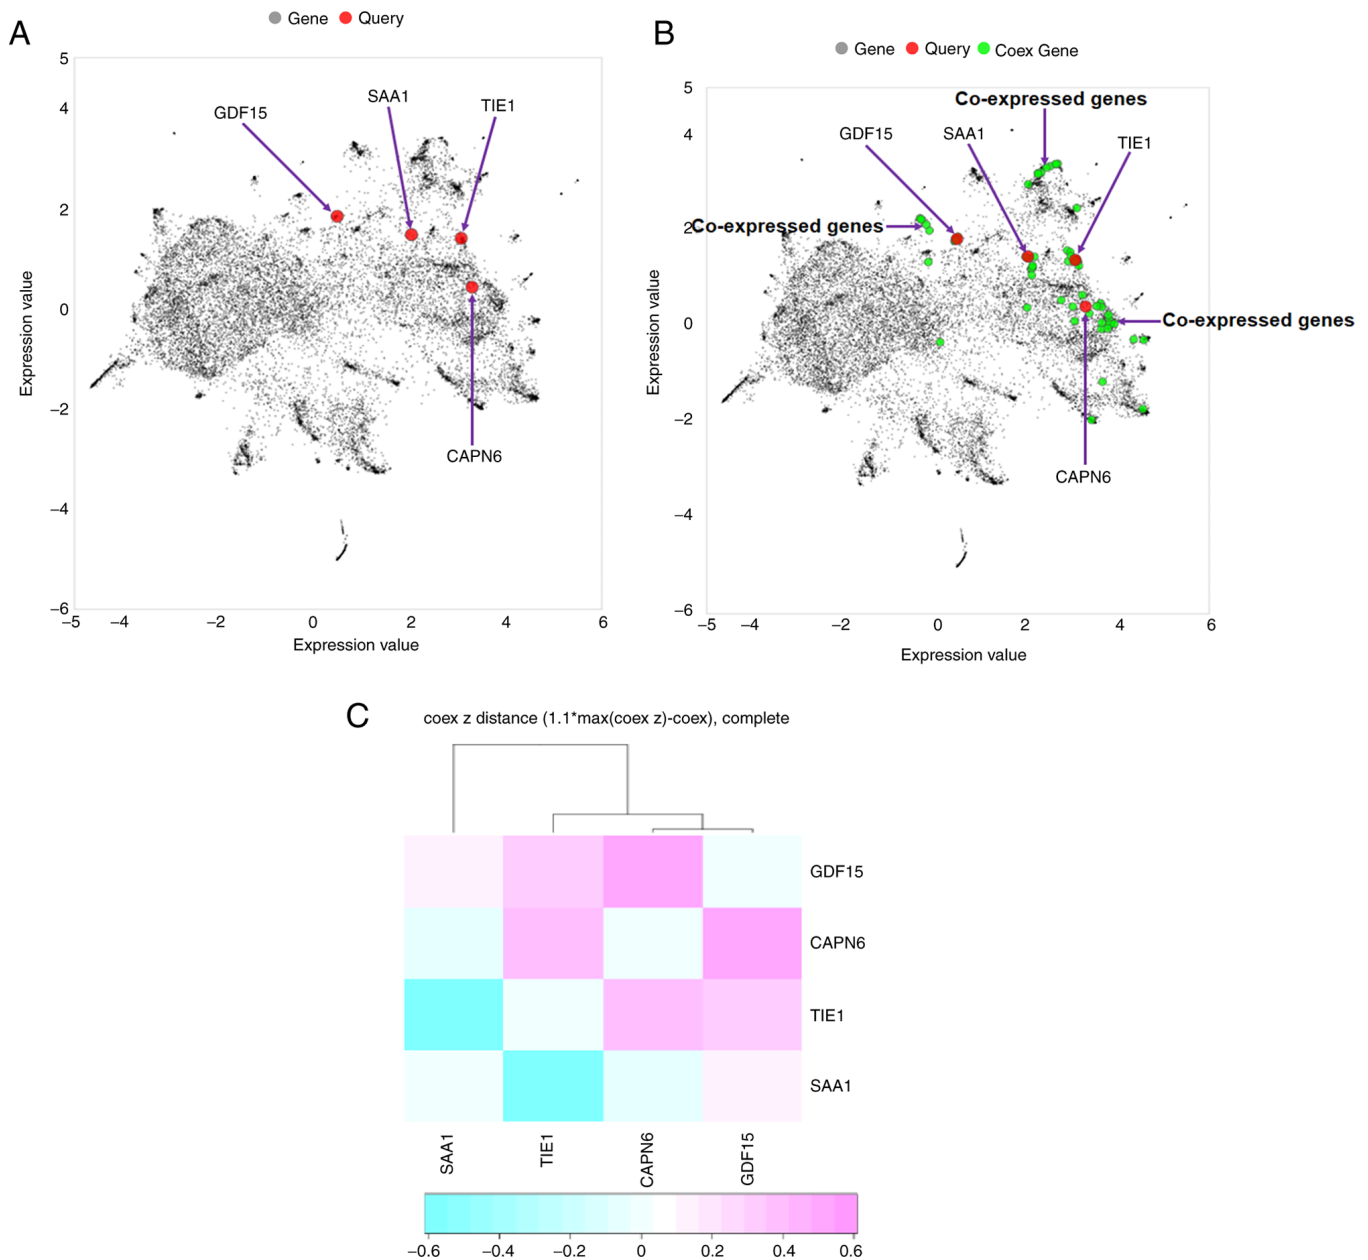 A
Gene Query
5
4
2
0
−2
−4
−6
Expression value
GDF15
SAA1
TIE1
CAPN6
−5 −4 −2 0 2 4 6
Expression value
B
Gene Query Coex Gene
5
4
2
0
−2
−4
−6
Expression value
Co-expressed genes
GDF15
SAA1
TIE1
Co-expressed genes
Co-expressed genes
CAPN6
−5 −4 −2 0 2 4 6
Expression value
C
coex z distance (1.1*max(coex z)-coex), complete
GDF15
CAPN6
TIE1
SAA1
SAA1 TIE1 CAPN6 GDF15
−0.6 −0.4 −0.2 0 0.2 0.4 0.6